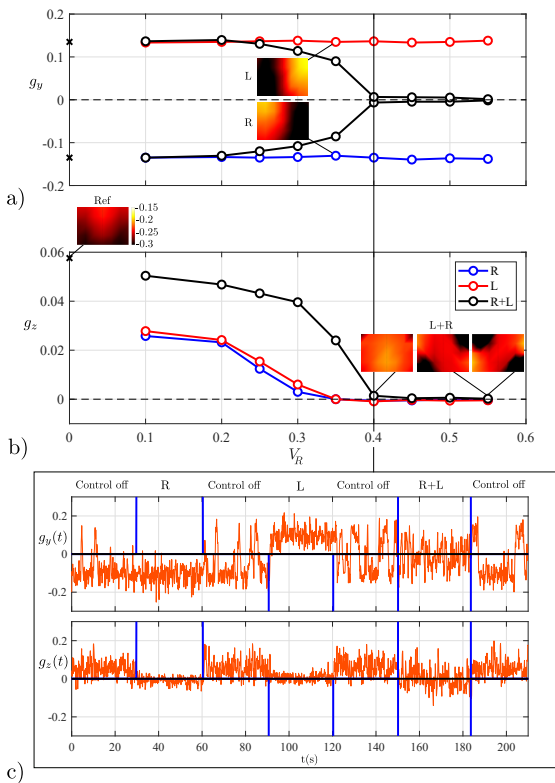 0.2
0.1
g_y
0
-0.1
-0.2
L
R
a)
Ref
-0.15
-0.2
-0.25
-0.3
0.06
0.04
g_z
0.02
0
R
L
R+L
L+R
b)
0
0.1
0.2
0.3
0.4
0.5
0.6
V_R
Control off
R
Control off
L
Control off
R+L
Control off
g_y(t)
0.2
0
-0.2
g_z(t)
0.2
0
-0.2
0
20
40
60
80
100
120
140
160
180
200
t(s)
c)